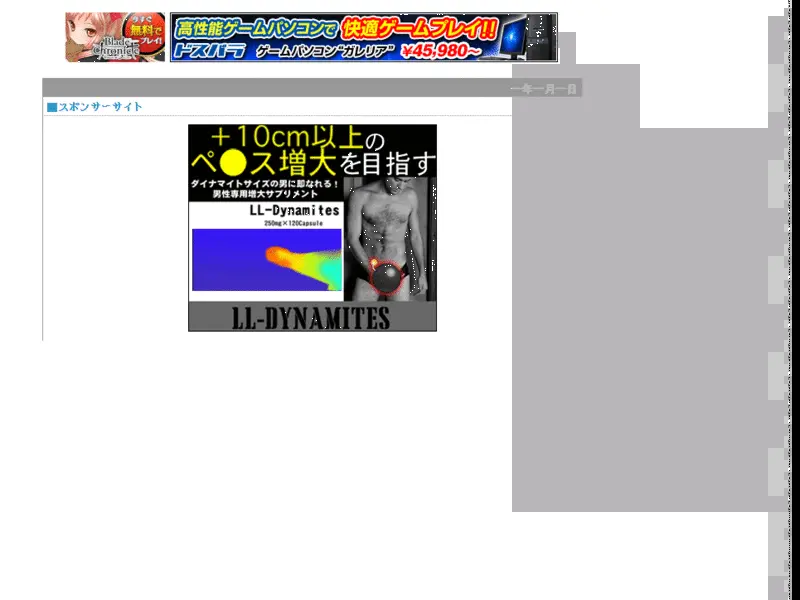 今すぐ
無料で
プレイ!
Blade
Chronicle
高性能ゲームパソコンで 快適ゲームプレイ!!
ドスパラ ゲームパソコン“ガレリア” ¥45,980~
一年一月一日
■スポンサーサイト
+10cm以上の
ペ●ス増大を目指す
ダイナマイトサイズの男に即なれる!
男性専用増大サプリメント
LL-Dynamites
250mg×120Capsule
LL-DYNAMITES